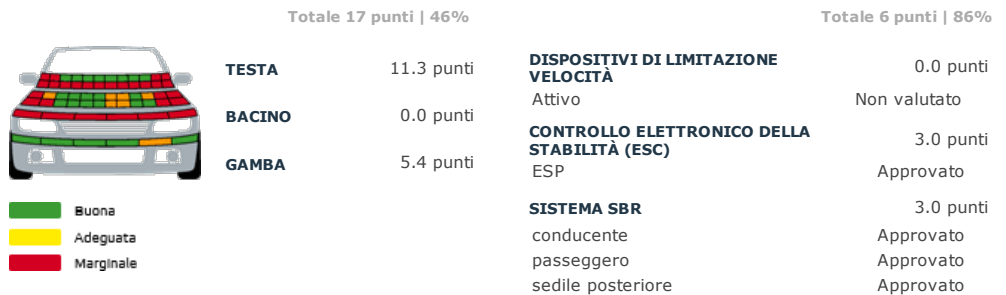 Totale 17 punti | 46%
TESTA 11.3 punti
BACINO 0.0 punti
GAMBA 5.4 punti
Buona
Adeguata
Marginale
Totale 6 punti | 86%
DISPOSITIVI DI LIMITAZIONE
VELOCITÀ 0.0 punti
Attivo Non valutato
CONTROLLO ELETTRONICO DELLA
STABILITÀ (ESC) 3.0 punti
ESP Approvato
SISTEMA SBR 3.0 punti
conducente Approvato
passeggero Approvato
sedile posteriore Approvato